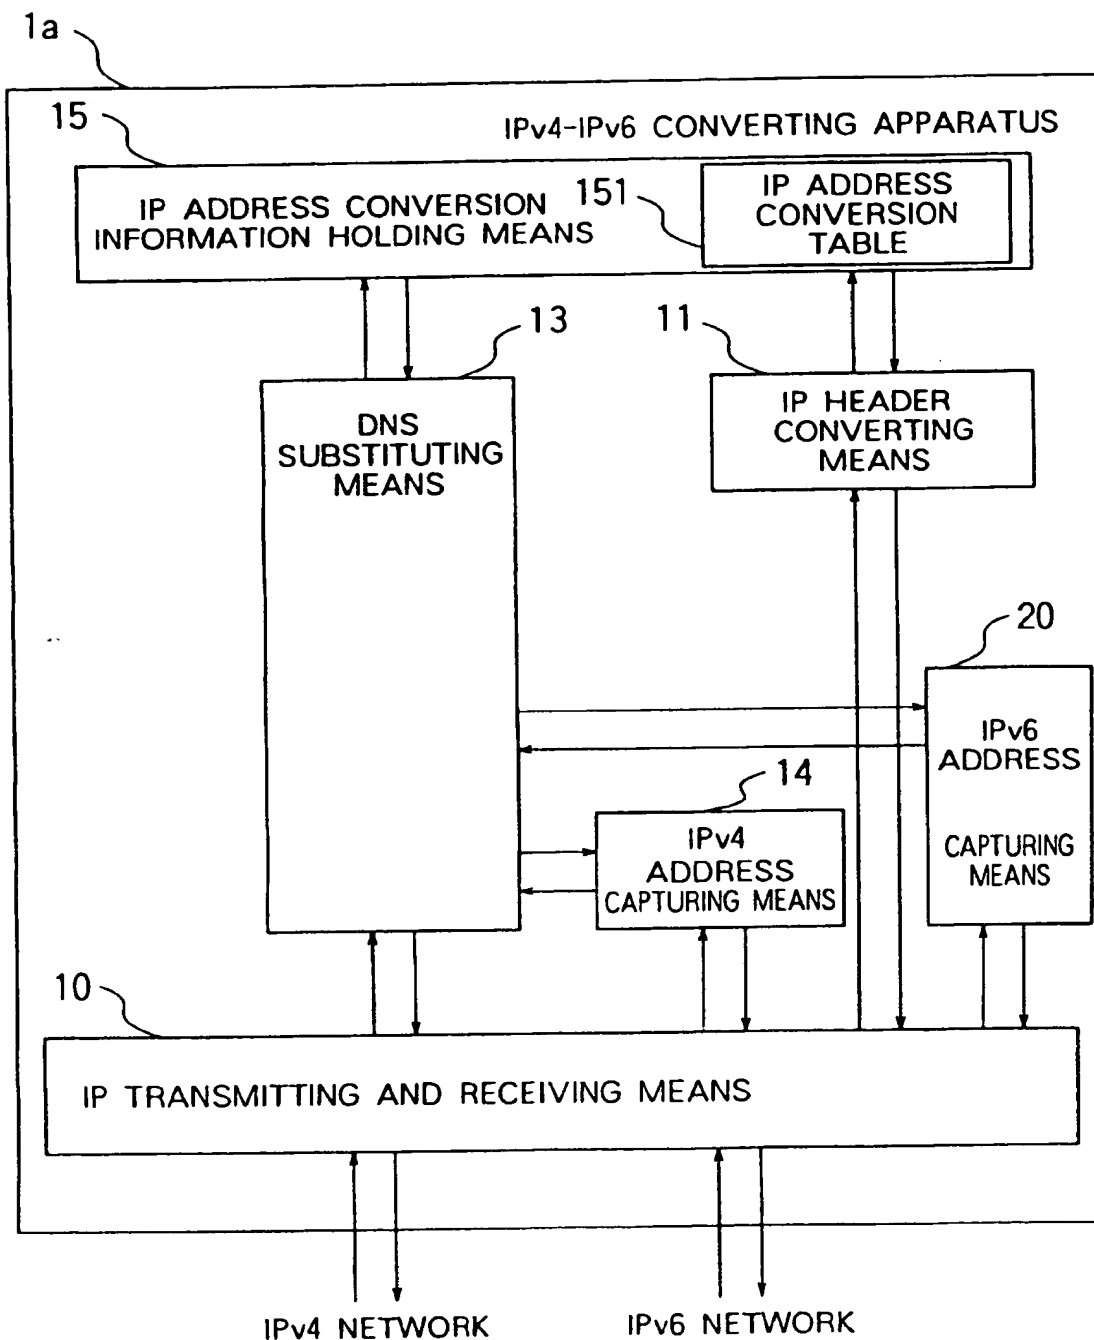 1a
15
IPv4-IPv6 CONVERTING APPARATUS
IP ADDRESS CONVERSION
INFORMATION HOLDING MEANS
151
IP ADDRESS
CONVERSION
TABLE
13
11
DNS
SUBSTITUTING
MEANS
IP HEADER
CONVERTING
MEANS
20
IPv6
ADDRESS
CAPTURING
MEANS
14
IPv4
ADDRESS
CAPTURING MEANS
10
IP TRANSMITTING AND RECEIVING MEANS
IPv4 NETWORK
IPv6 NETWORK